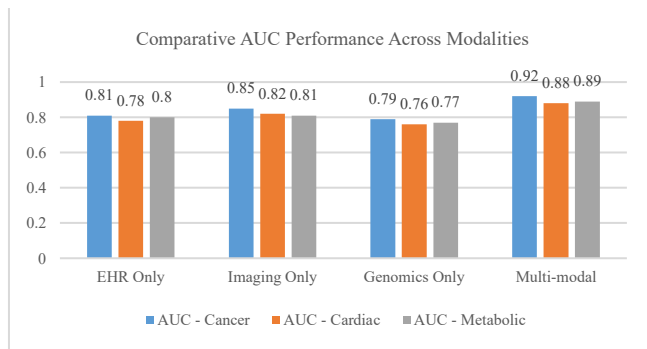 Comparative AUC Performance Across Modalities
1
0.8
0.6
0.4
0.2
0
0.81 0.78 0.8
0.85 0.82 0.81
0.79 0.76 0.77
0.92 0.88 0.89
EHR Only Imaging Only Genomics Only Multi-modal
AUC - Cancer AUC - Cardiac AUC - Metabolic